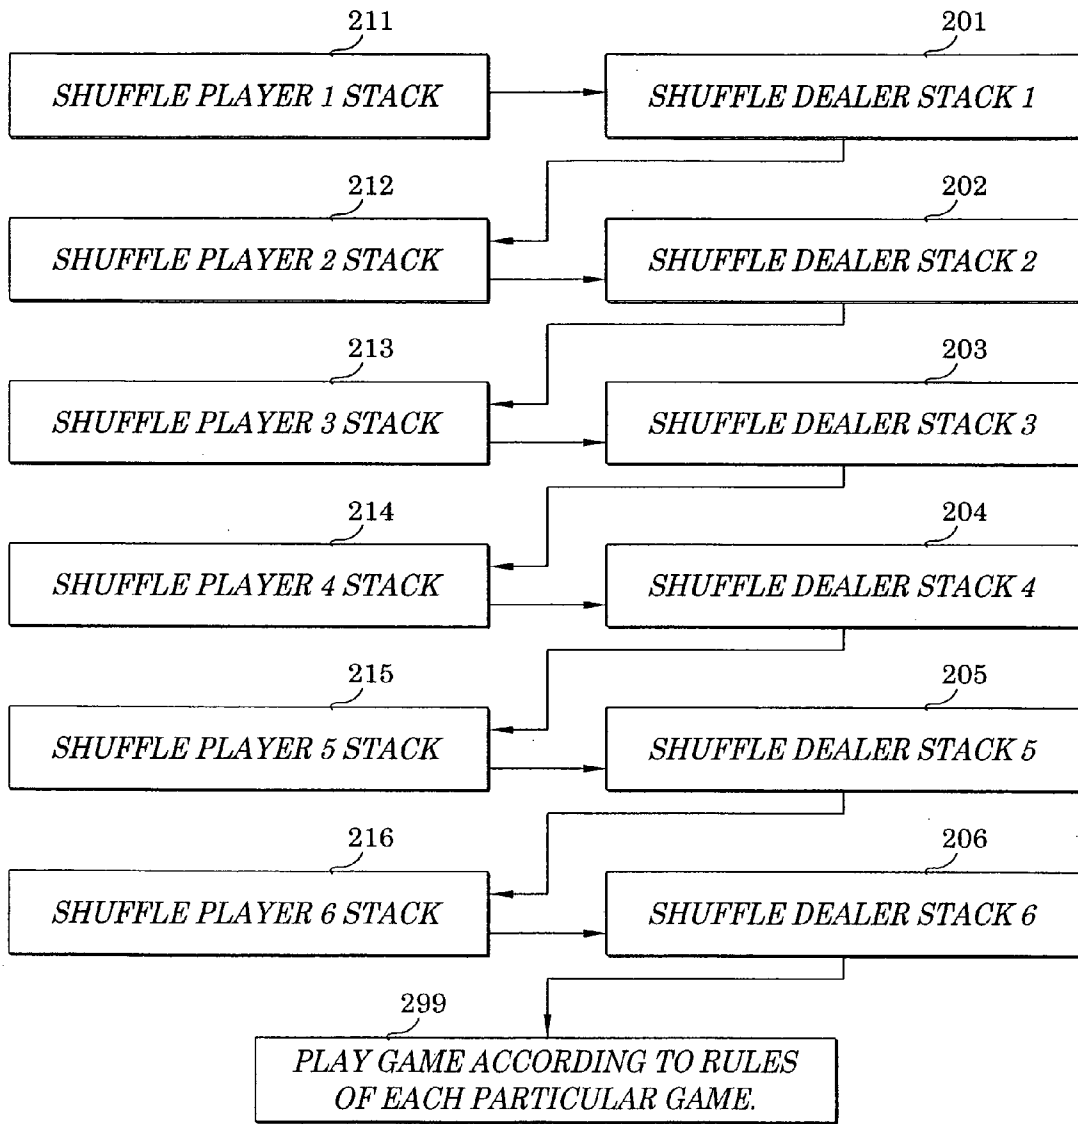 211
201
SHUFFLE PLAYER 1 STACK
SHUFFLE DEALER STACK 1
212
202
SHUFFLE PLAYER 2 STACK
SHUFFLE DEALER STACK 2
213
203
SHUFFLE PLAYER 3 STACK
SHUFFLE DEALER STACK 3
214
204
SHUFFLE PLAYER 4 STACK
SHUFFLE DEALER STACK 4
215
205
SHUFFLE PLAYER 5 STACK
SHUFFLE DEALER STACK 5
216
206
SHUFFLE PLAYER 6 STACK
SHUFFLE DEALER STACK 6
299
PLAY GAME ACCORDING TO RULES
OF EACH PARTICULAR GAME.